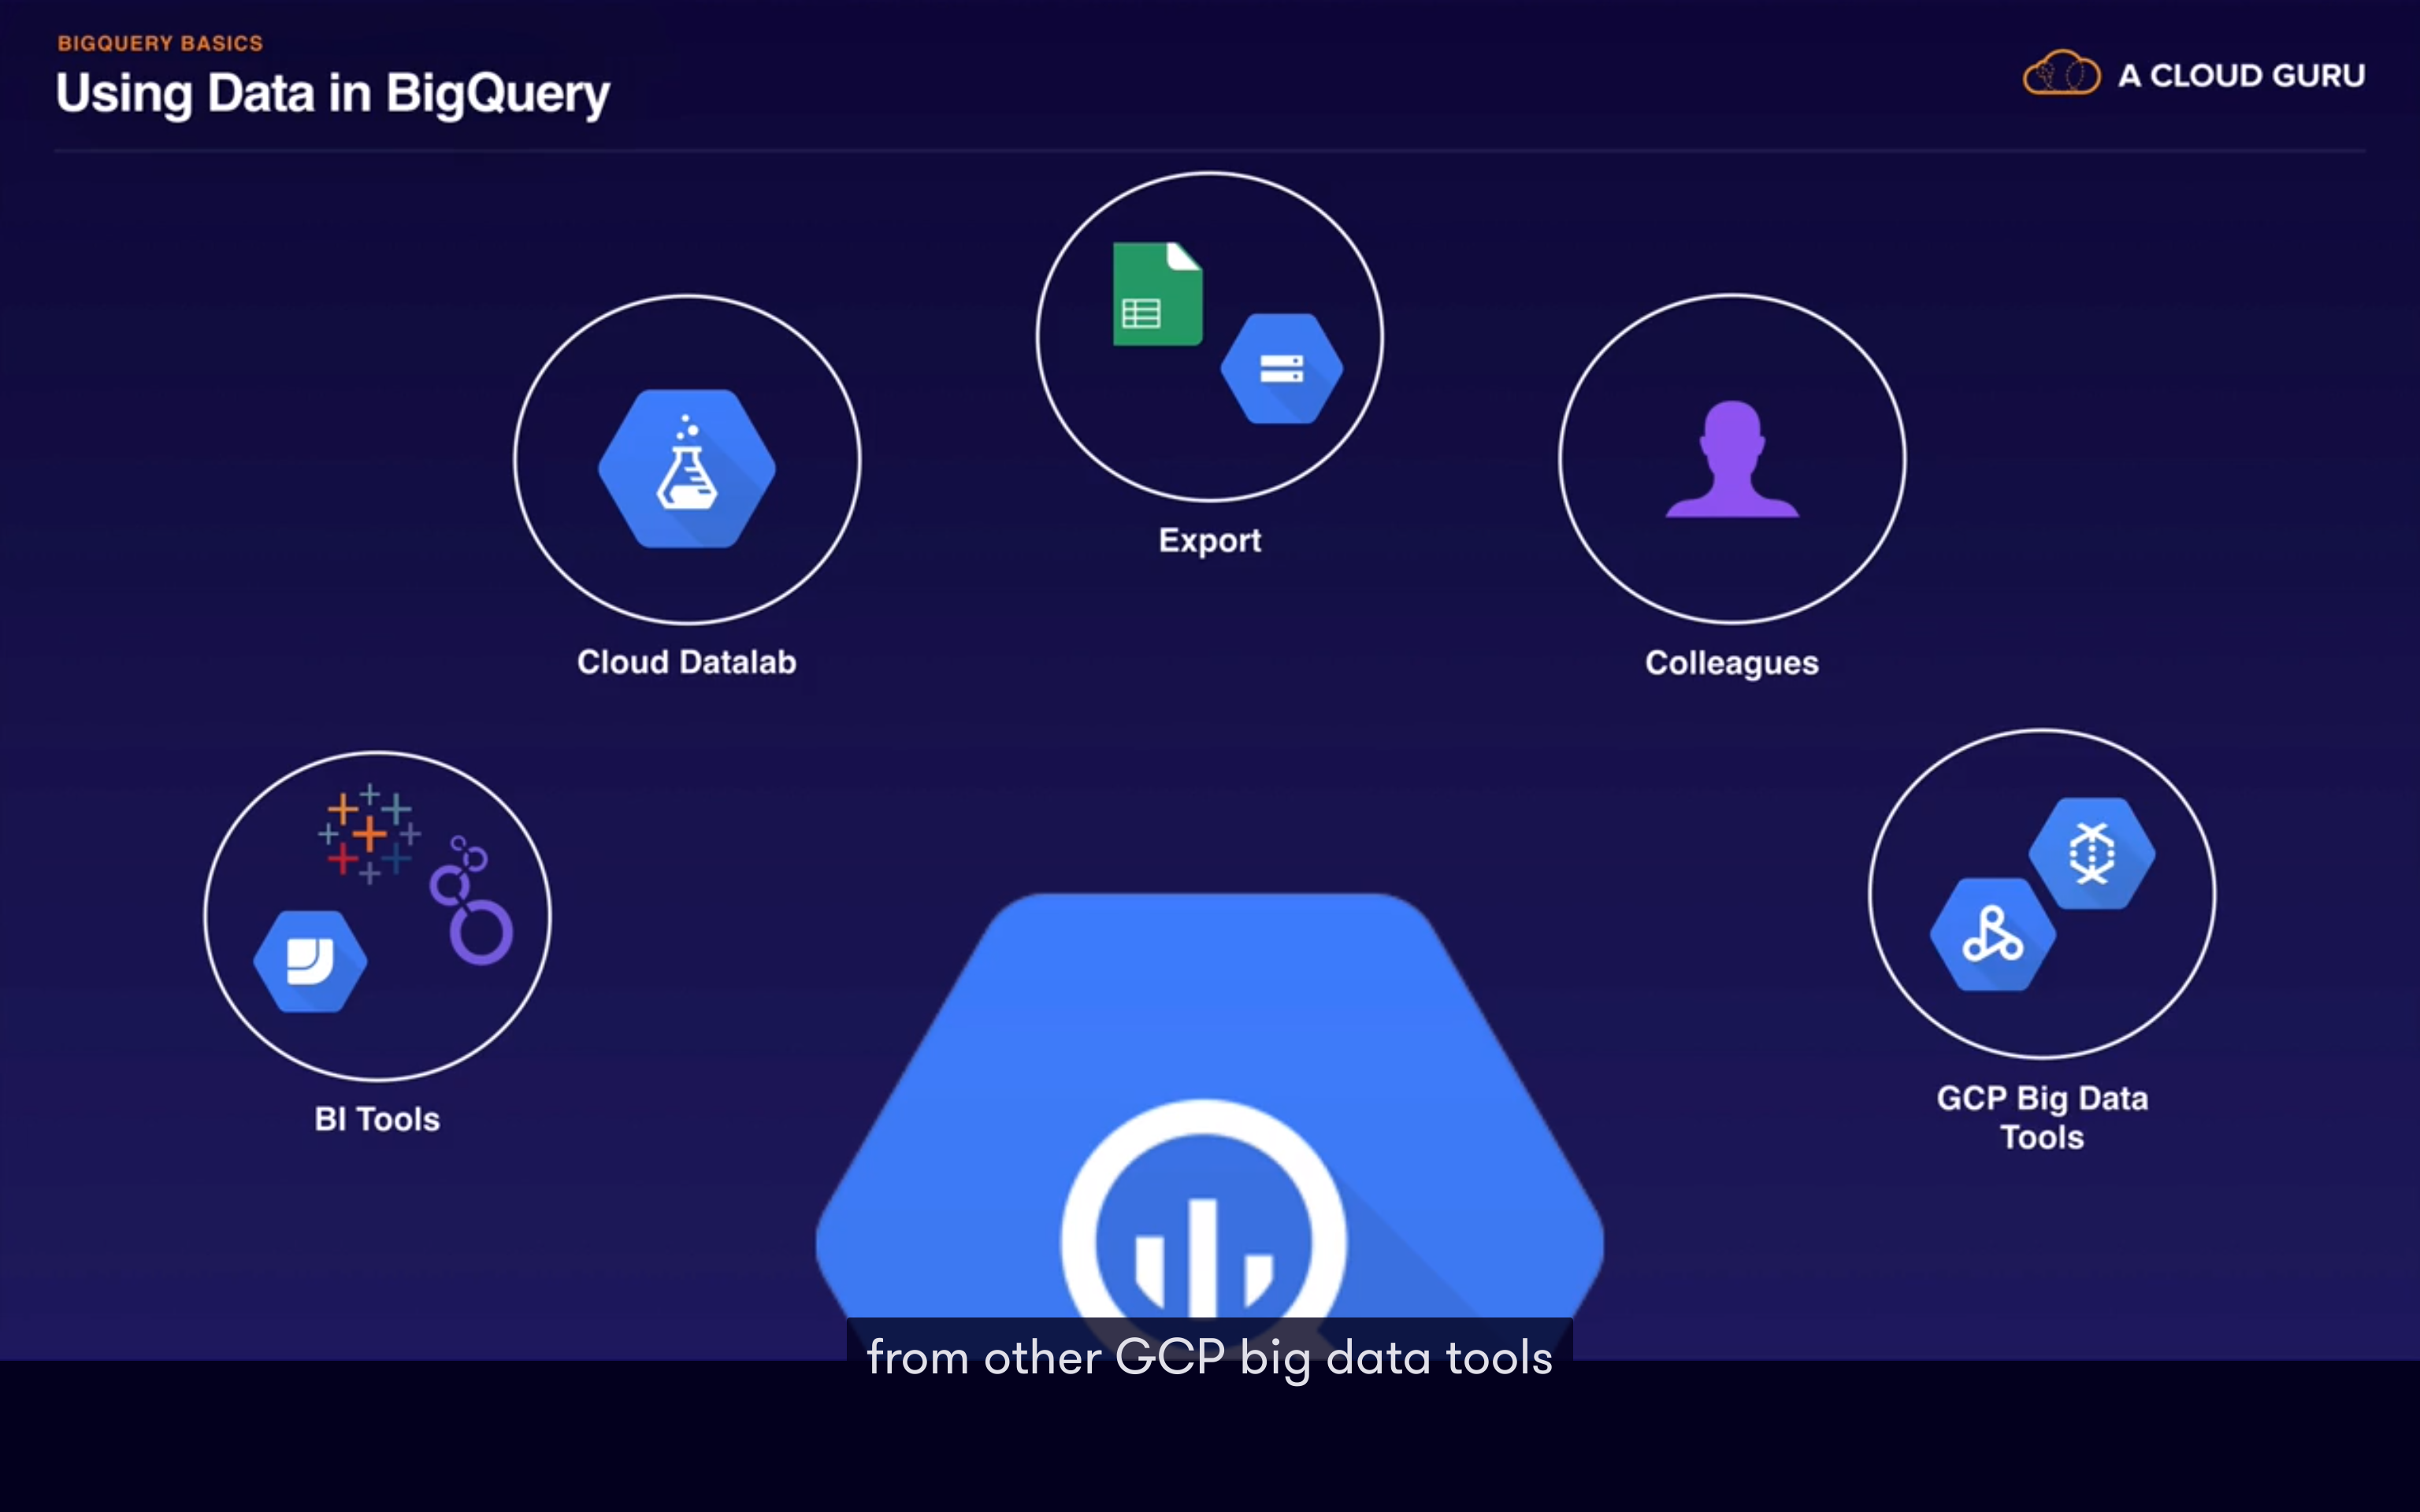 BIGQUERY BASICS
Using Data in BigQuery
A CLOUD GURU
Export
Cloud Datalab
Colleagues
BI Tools
GCP Big Data
Tools
from other GCP big data tools